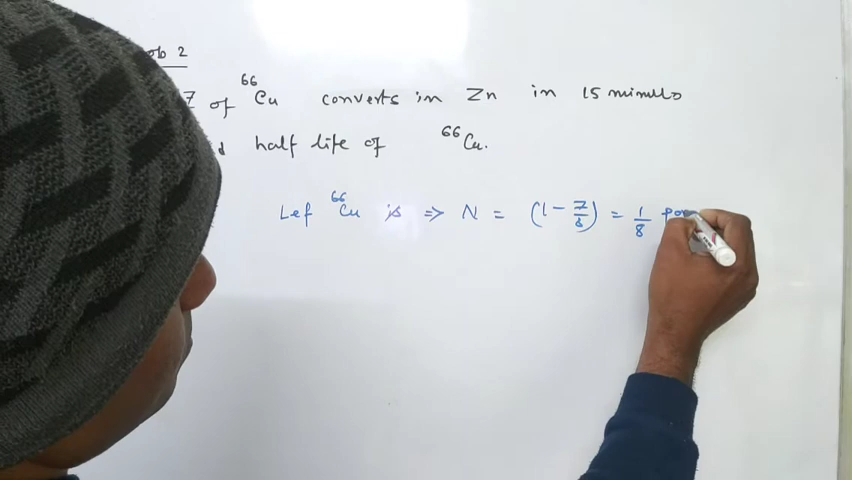 ob 2
7 of ⁶⁶Cu converts in Zn in 15 minutes
half life of ⁶⁶Cu.
Lef ⁶⁶Cu is ⇒ N = (1 - 7/8) = 1/8 par